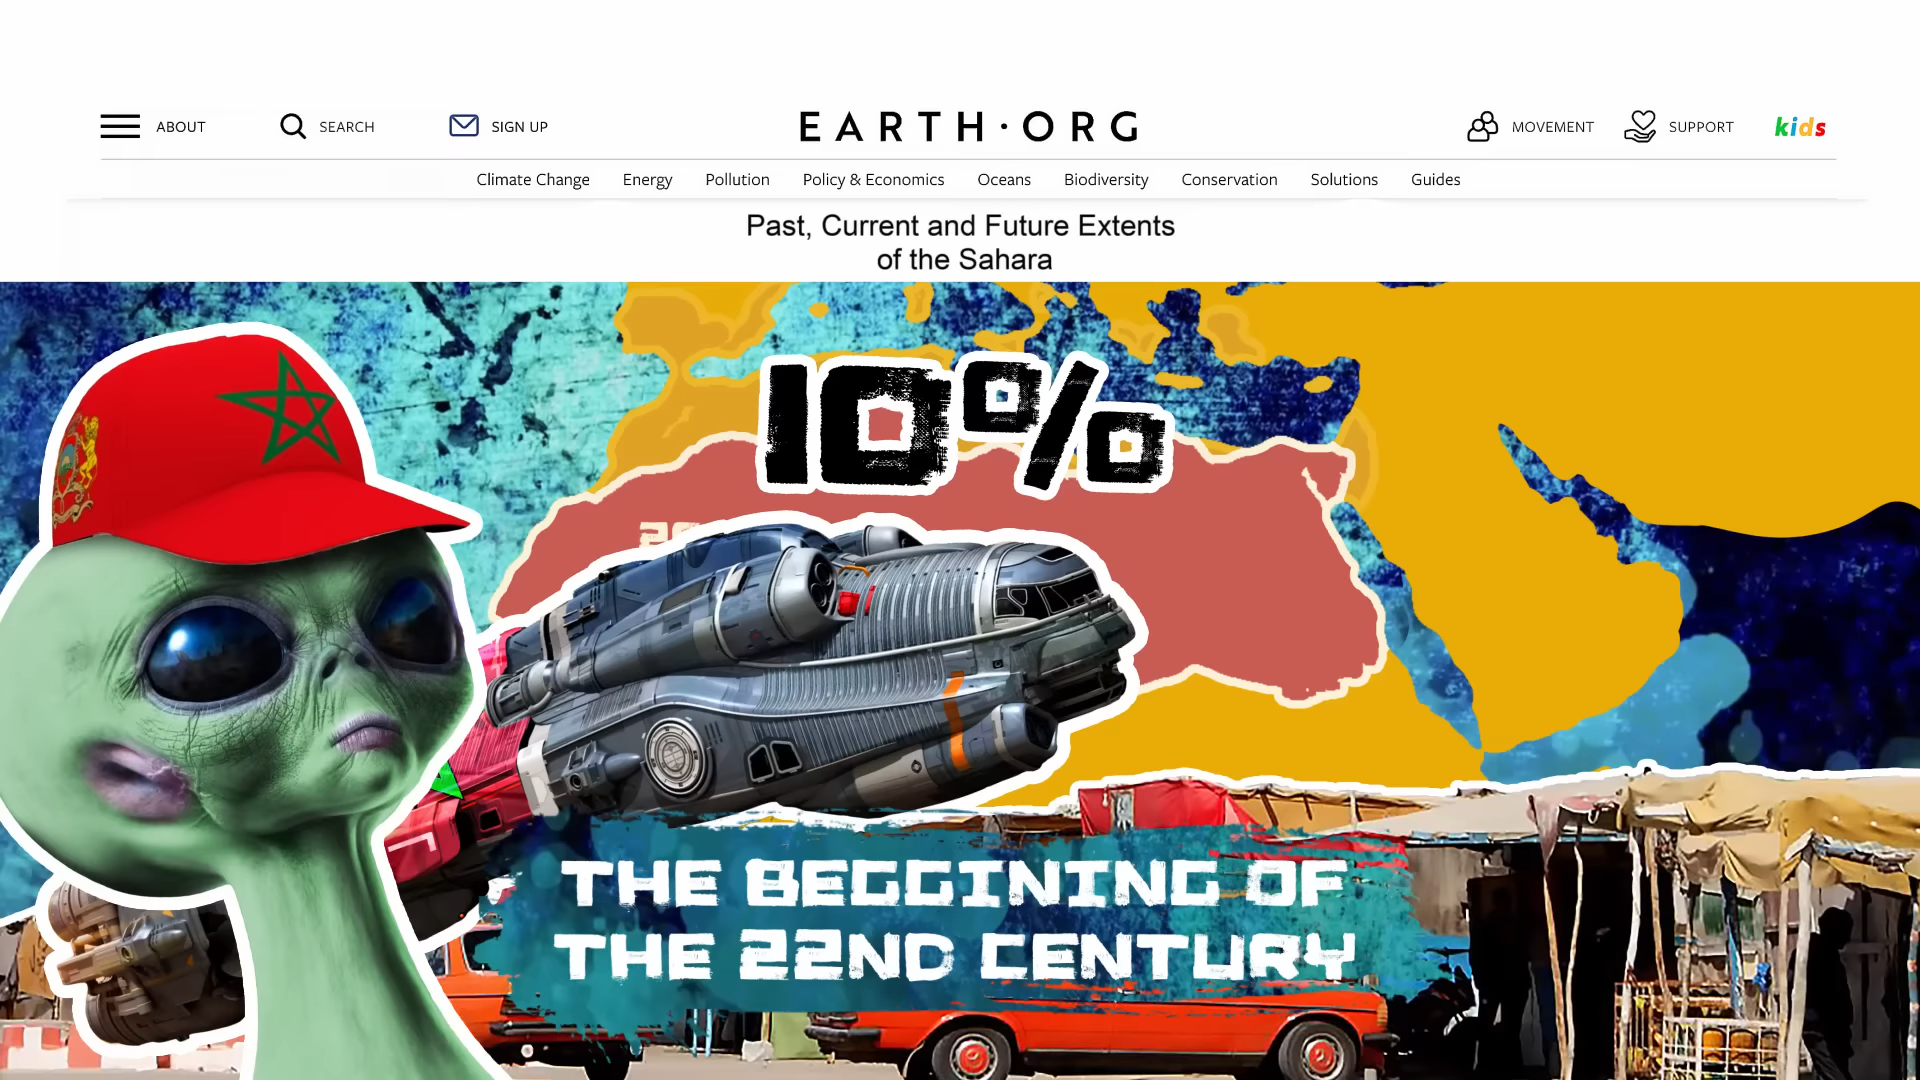 ABOUT
SEARCH
SIGN UP
EARTH·ORG
MOVEMENT
SUPPORT
kids
Climate Change
Energy
Pollution
Policy & Economics
Oceans
Biodiversity
Conservation
Solutions
Guides
Past, Current and Future Extents
of the Sahara
10%
THE BEGGINING OF
THE 22ND CENTURY